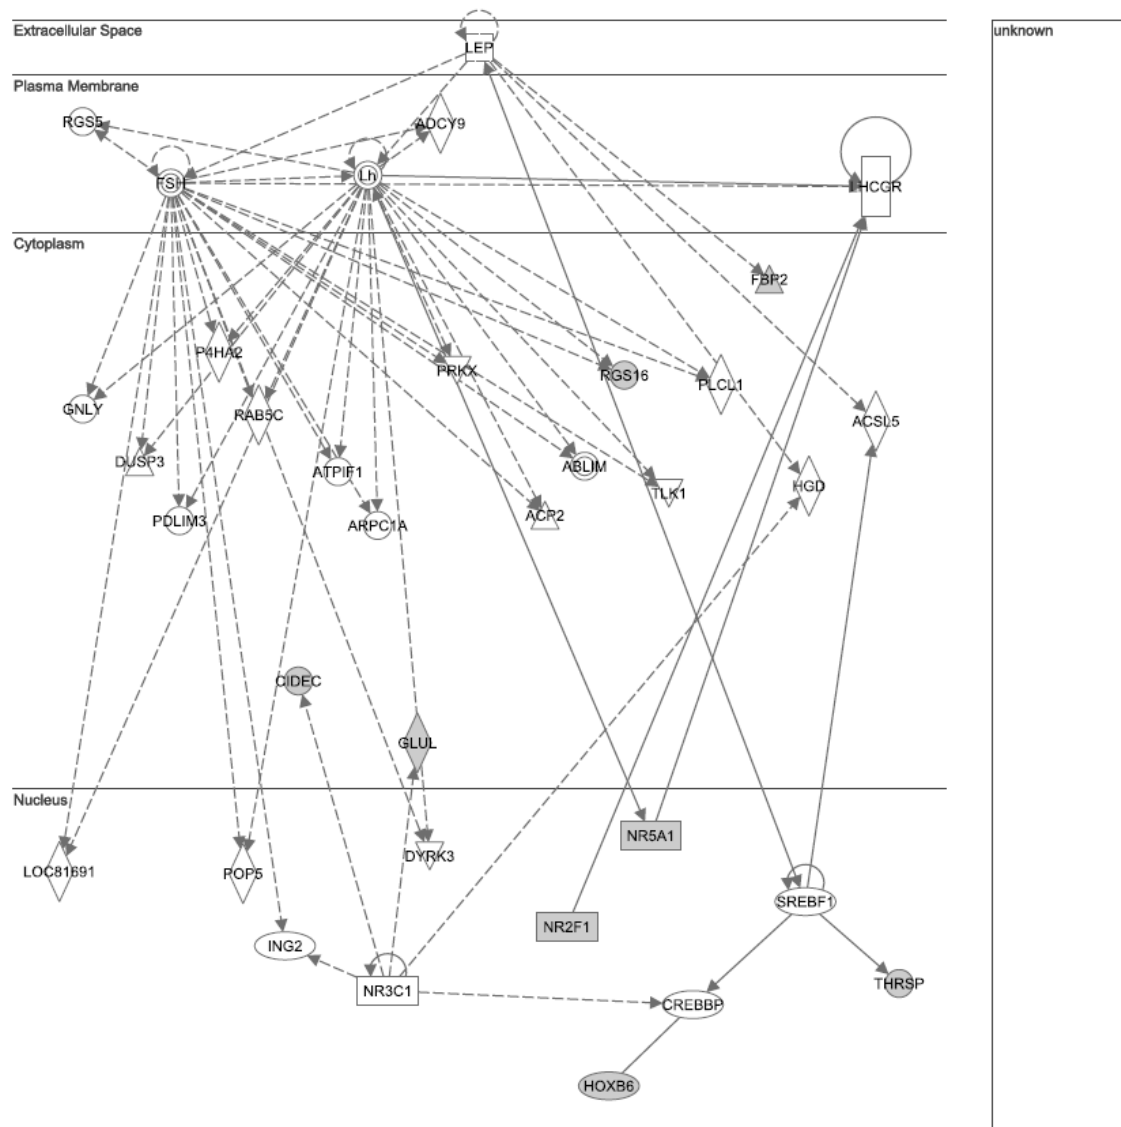 Extracellular Space
unknown
LEP
Plasma Membrane
RGS5
ADCY9
FSH
Lh
LHCGR
Cytoplasm
FBP2
P4HA2
PRKX
RGS16
PLCL1
GNLY
RAB5C
ACSL5
DUSP3
ATPIF1
ABLIM
TLK1
HGD
PDLIM3
ARPC1A
ACP2
CIDEC
GLUL
Nucleus
NR5A1
LOC81691
POP5
DYRK3
SREBF1
NR2F1
ING2
NR3C1
CREBBP
THRSP
HOXB6